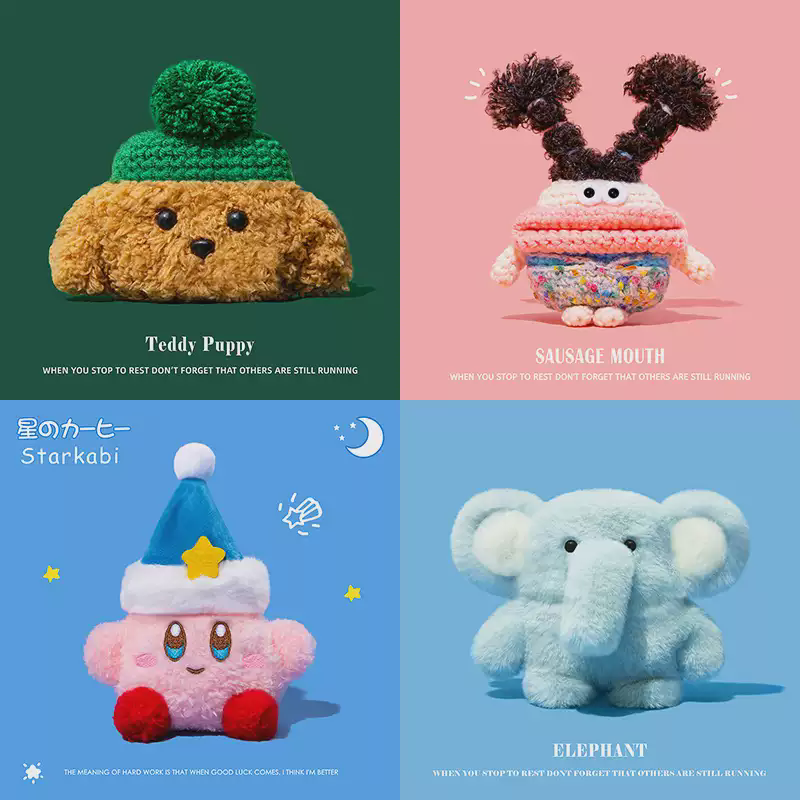 Teddy Puppy
WHEN YOU STOP TO REST DON'T FORGET THAT OTHERS ARE STILL RUNNING
SAUSAGE MOUTH
WHEN YOU STOP TO REST DON'T FORGET THAT OTHERS ARE STILL RUNNING
星のカーヒー
Starkabi
THE MEANING OF HARD WORK IS THAT WHEN GOOD LUCK COMES, I THINK I'M BETTER
ELEPHANT
WHEN YOU STOP TO REST DONT FORGET THAT OTHERS ARE STILL RUNNING